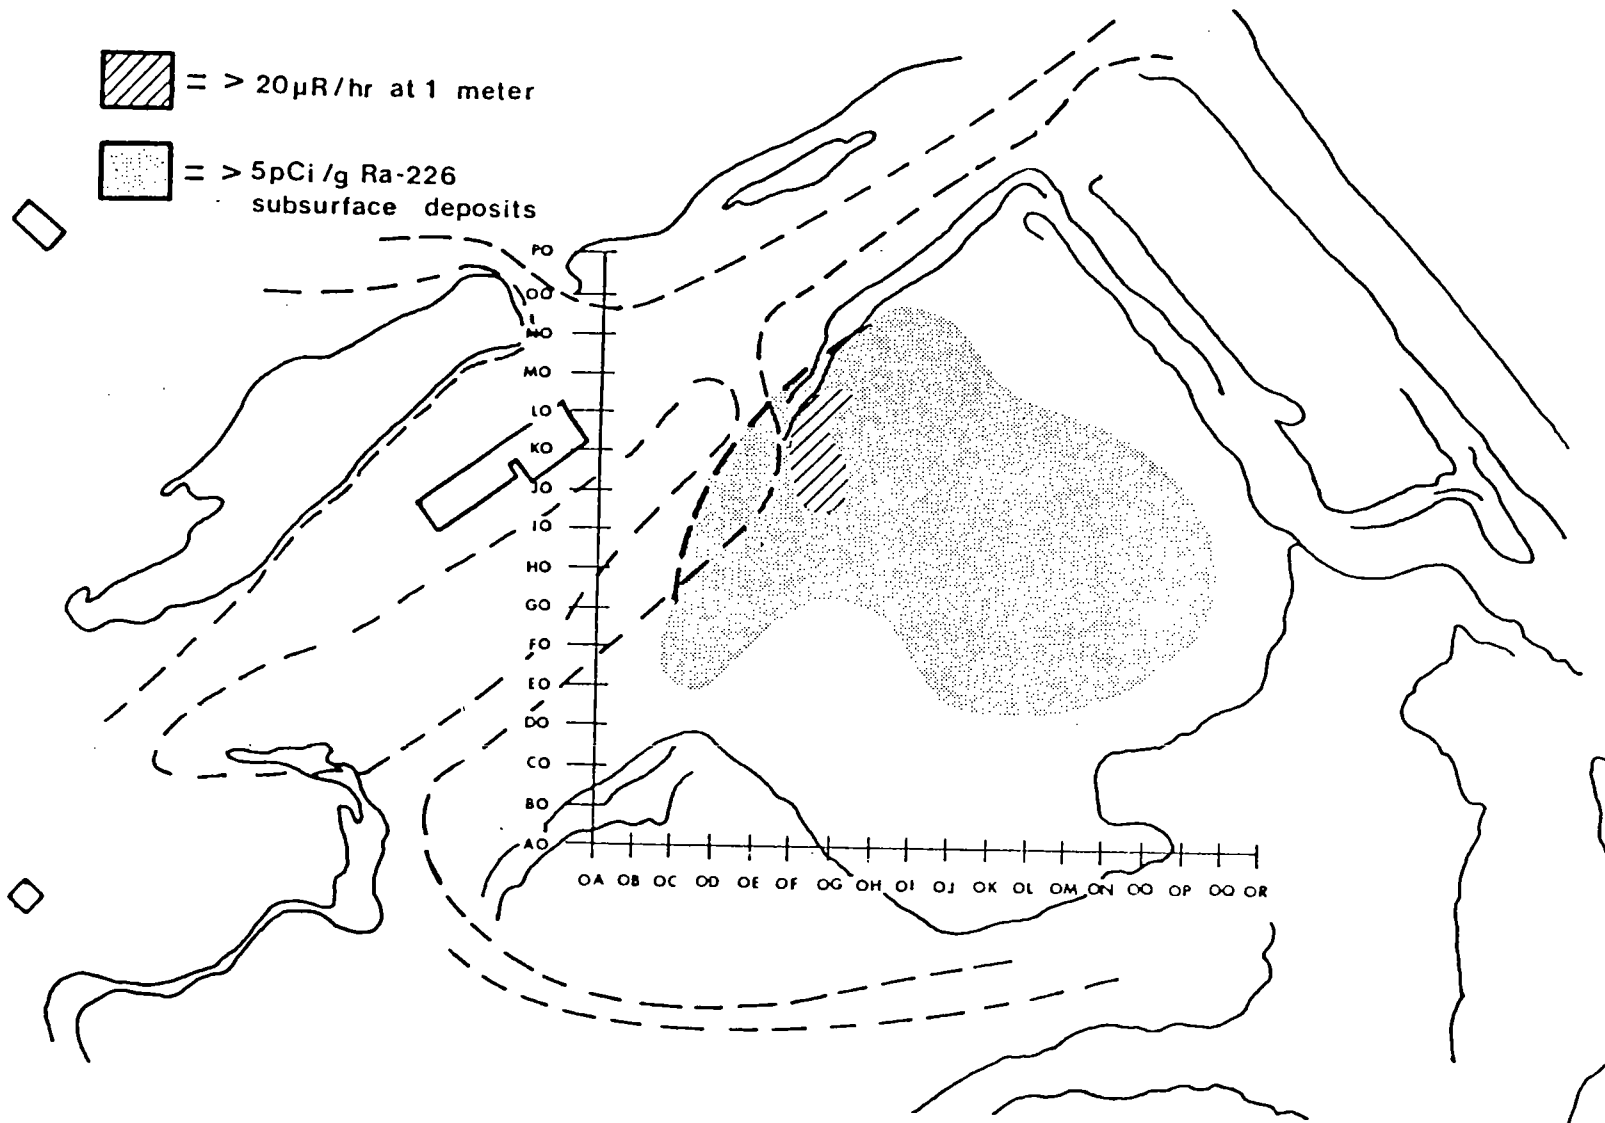 = > 20µR/hr at 1 meter
= > 5pCi/g Ra-226
subsurface deposits
PO
OO
NO
MO
LO
KO
JO
IO
HO
GO
FO
EO
DO
CO
BO
AO
OA OB OC OD OE OF OG OH OI OJ OK OL OM ON OO OP OQ OR